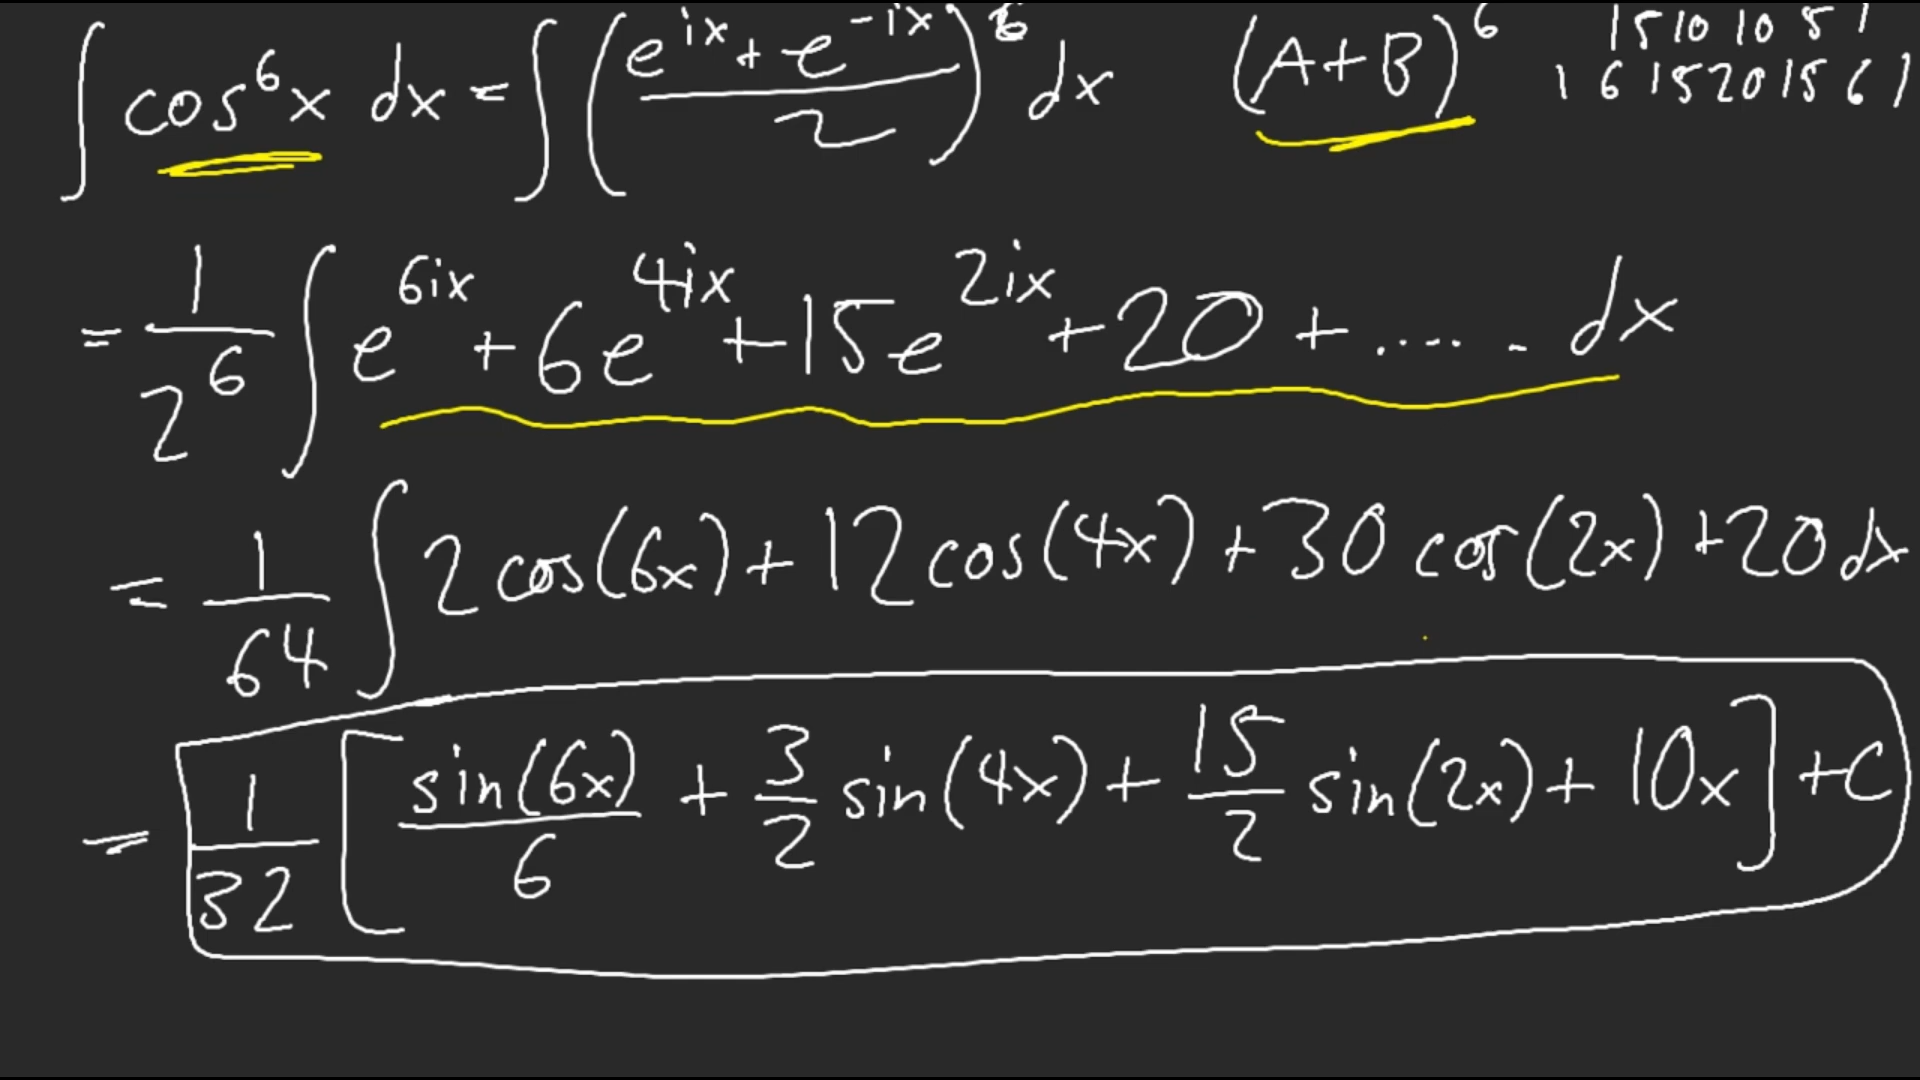 ∫ cos⁶x dx = ∫ ((e^{ix} + e^{-ix})/2)⁶ dx (A+B)⁶ 1 5 10 10 5 1
1 6 15 20 15 6 1
= 1/2⁶ ∫ e^{6ix} + 6e^{4ix} + 15e^{2ix} + 20 + ..... dx
= 1/64 ∫ 2cos(6x) + 12cos(4x) + 30cos(2x) + 20 dx
= 1/32 [ sin(6x)/6 + 3/2 sin(4x) + 15/2 sin(2x) + 10x ] + C